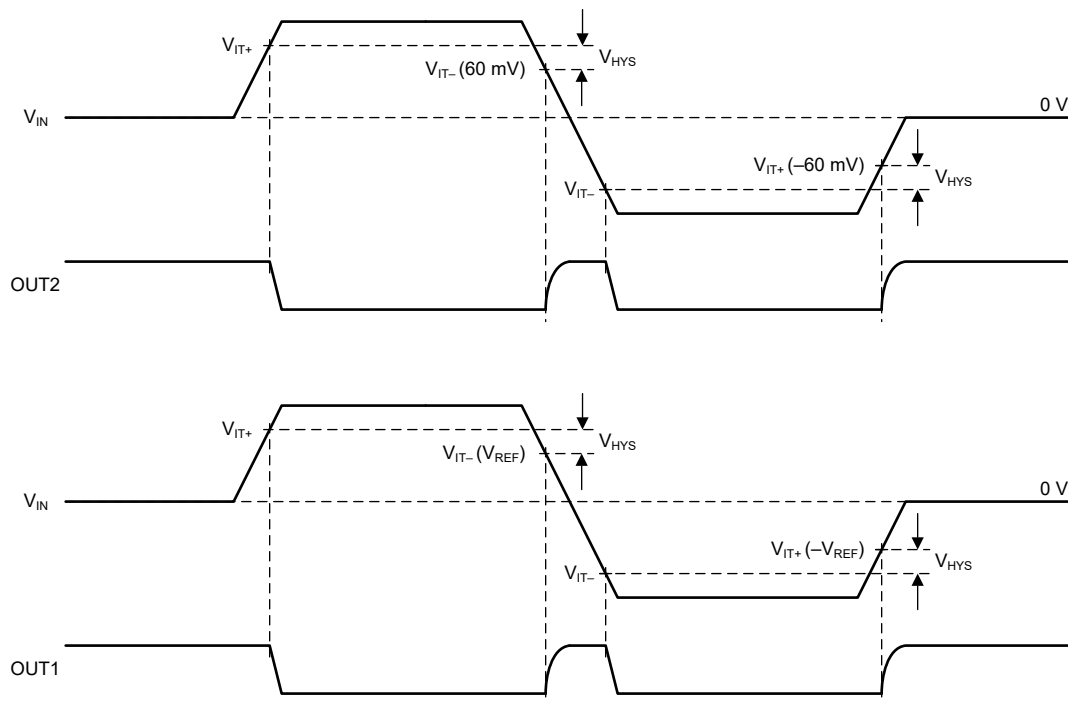 V_IT+
V_IT– (60 mV)
V_HYS
V_IN
0 V
V_IT+ (–60 mV)
V_HYS
V_IT–
OUT2
V_IT+
V_IT– (V_REF)
V_HYS
V_IN
0 V
V_IT+ (–V_REF)
V_HYS
V_IT–
OUT1